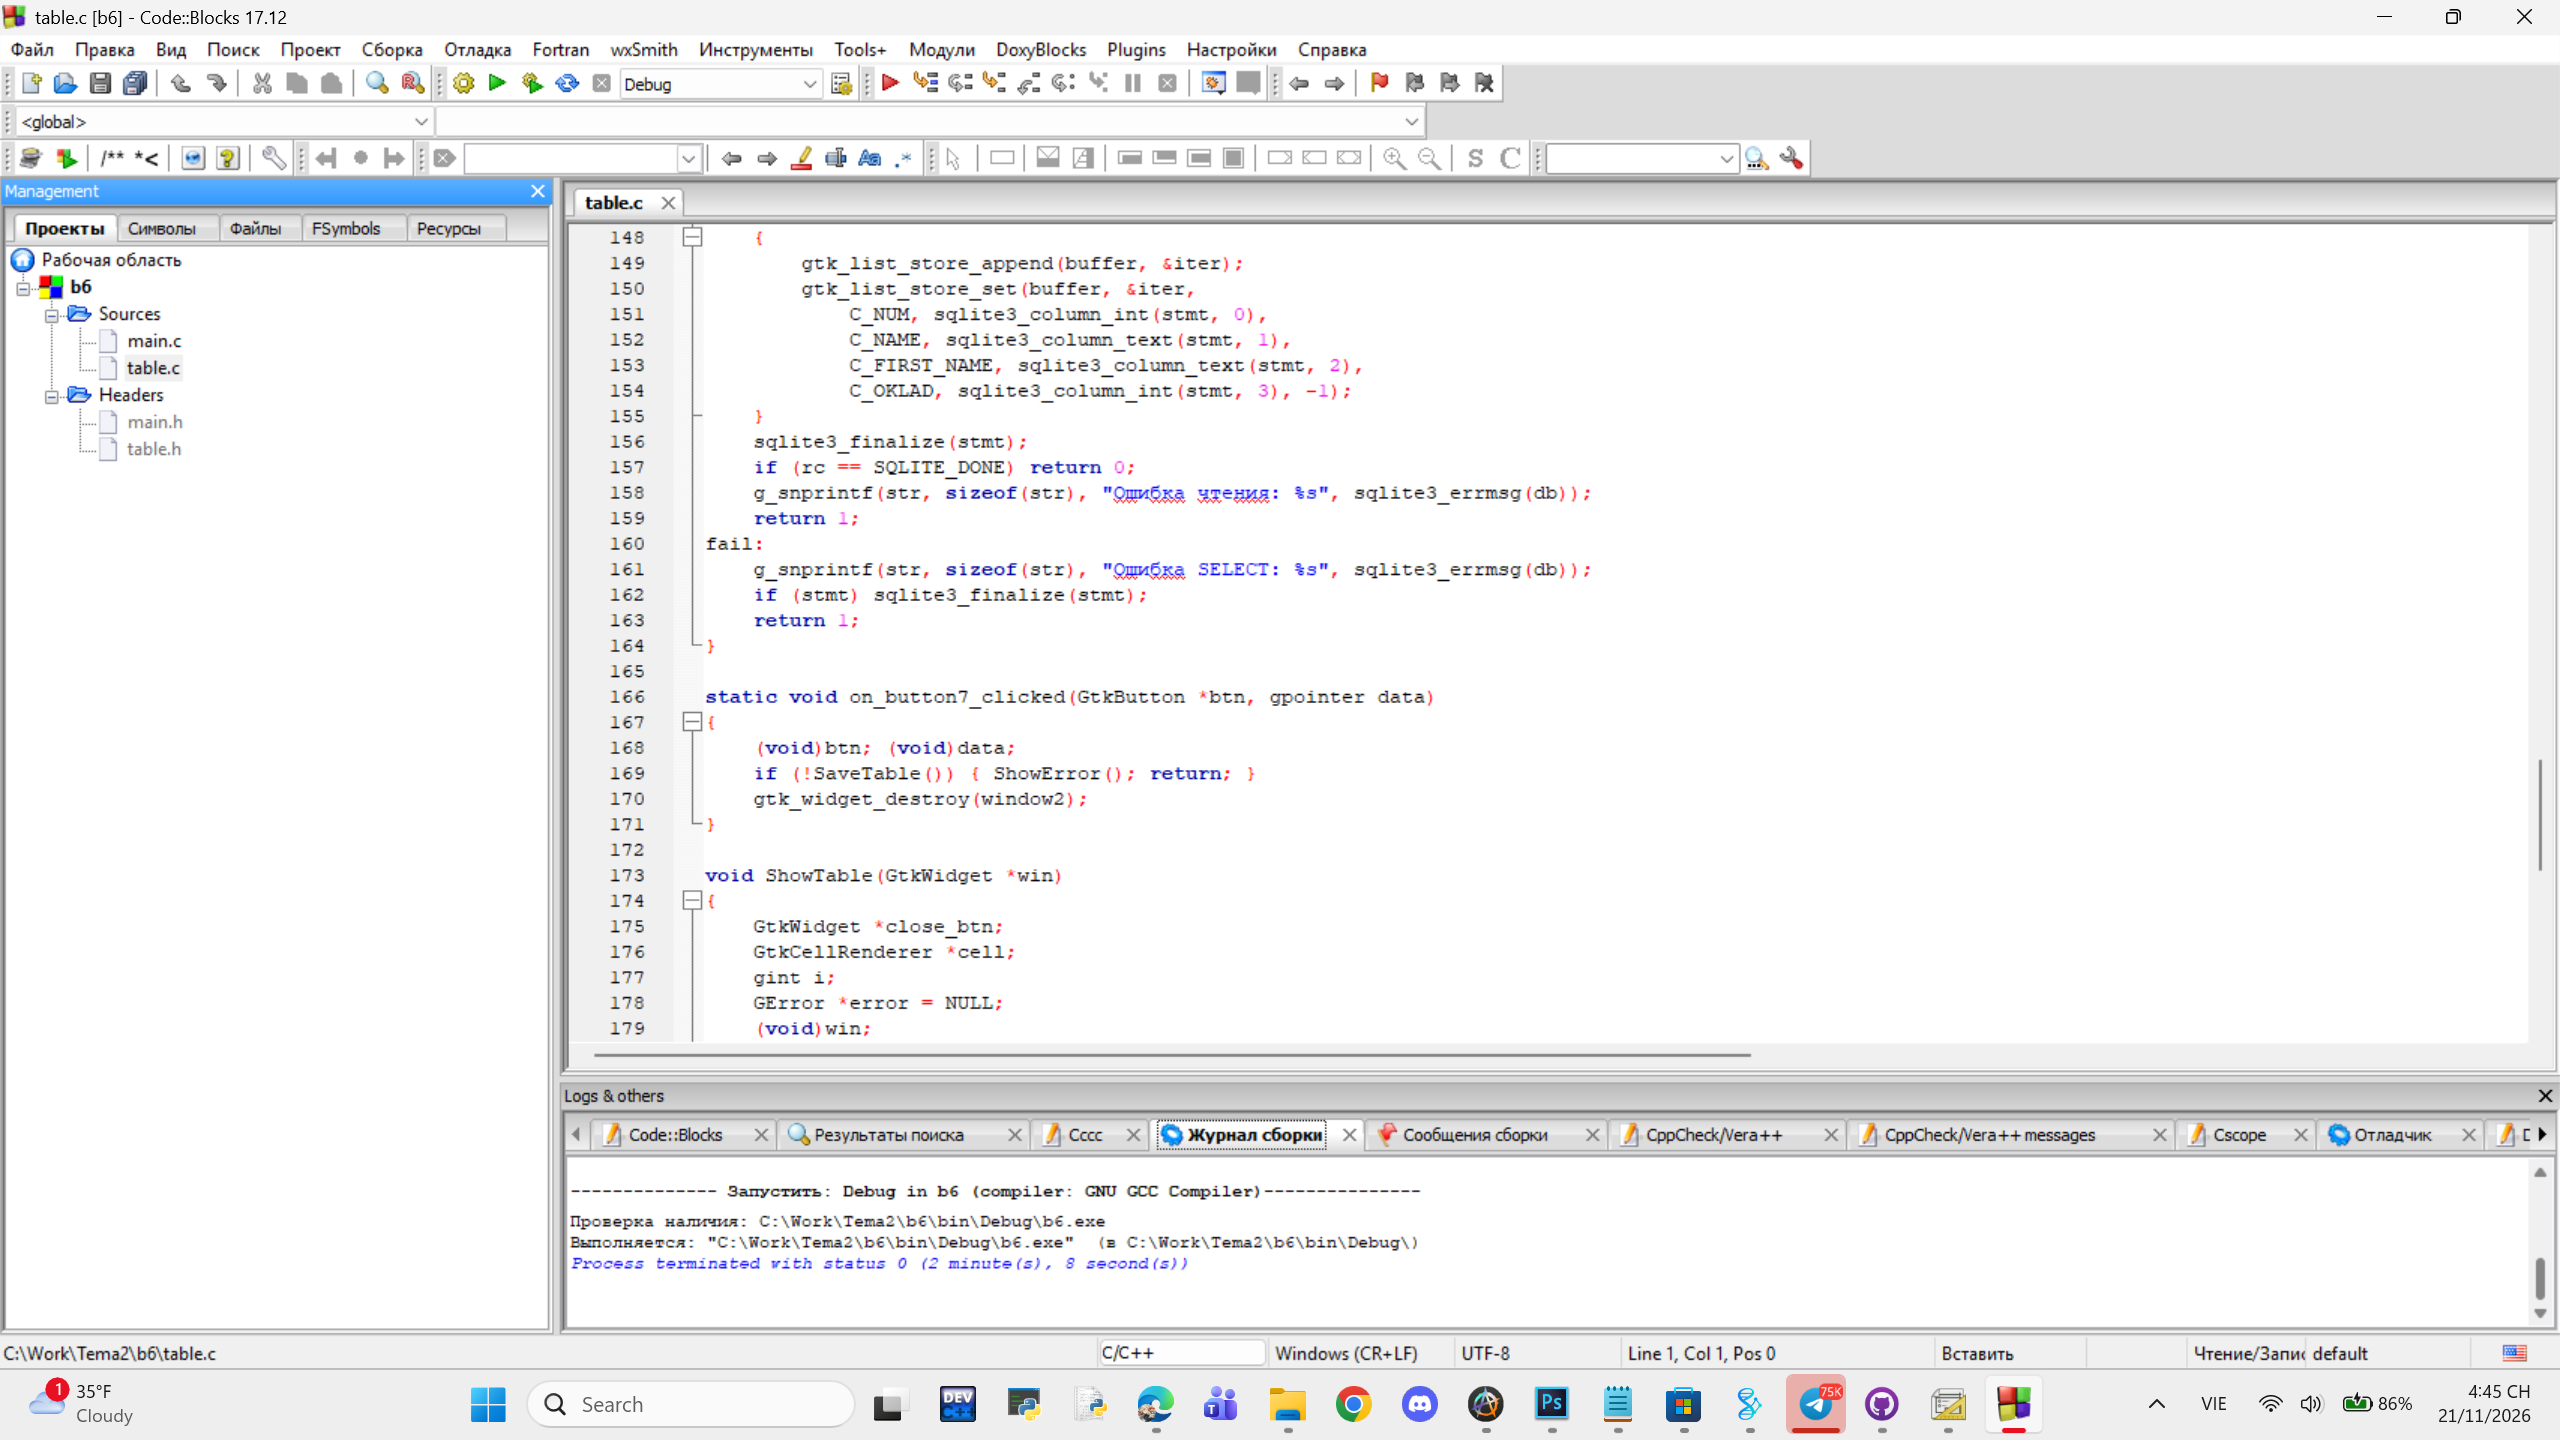 table.c [b6] - Code::Blocks 17.12
Файл Правка Вид Поиск Проект Сборка Отладка Fortran wxSmith Инструменты Tools+ Модули DoxyBlocks Plugins Настройки Справка
Debug
<global>
/** *<
S C
Management
Проекты Символы Файлы FSymbols Ресурсы
Рабочая область
b6
Sources
main.c
table.c
Headers
main.h
table.h
table.c
148 {
149 gtk_list_store_append(buffer, &iter);
150 gtk_list_store_set(buffer, &iter,
151 C_NUM, sqlite3_column_int(stmt, 0),
152 C_NAME, sqlite3_column_text(stmt, 1),
153 C_FIRST_NAME, sqlite3_column_text(stmt, 2),
154 C_OKLAD, sqlite3_column_int(stmt, 3), -1);
155 }
156 sqlite3_finalize(stmt);
157 if (rc == SQLITE_DONE) return 0;
158 g_snprintf(str, sizeof(str), "Ошибка чтения: %s", sqlite3_errmsg(db));
159 return 1;
160 fail:
161 g_snprintf(str, sizeof(str), "Ошибка SELECT: %s", sqlite3_errmsg(db));
162 if (stmt) sqlite3_finalize(stmt);
163 return 1;
164 }
165
166 static void on_button7_clicked(GtkButton *btn, gpointer data)
167 {
168 (void)btn; (void)data;
169 if (!SaveTable()) { ShowError(); return; }
170 gtk_widget_destroy(window2);
171 }
172
173 void ShowTable(GtkWidget *win)
174 {
175 GtkWidget *close_btn;
176 GtkCellRenderer *cell;
177 gint i;
178 GError *error = NULL;
179 (void)win;
Logs & others
Code::Blocks Результаты поиска Cccc Журнал сборки Сообщения сборки CppCheck/Vera++ CppCheck/Vera++ messages Cscope Отладчик
-------------- Запустить: Debug in b6 (compiler: GNU GCC Compiler)---------------
Проверка наличия: C:\Work\Tema2\b6\bin\Debug\b6.exe
Выполняется: "C:\Work\Tema2\b6\bin\Debug\b6.exe" (в C:\Work\Tema2\b6\bin\Debug\)
Process terminated with status 0 (2 minute(s), 8 second(s))
C:\Work\Tema2\b6\table.c C/C++ Windows (CR+LF) UTF-8 Line 1, Col 1, Pos 0 Вставить Чтение/Запис default
1 35°F
Cloudy
Search
DEV C++
Ps
75K
VIE
86%
4:45 CH
21/11/2026